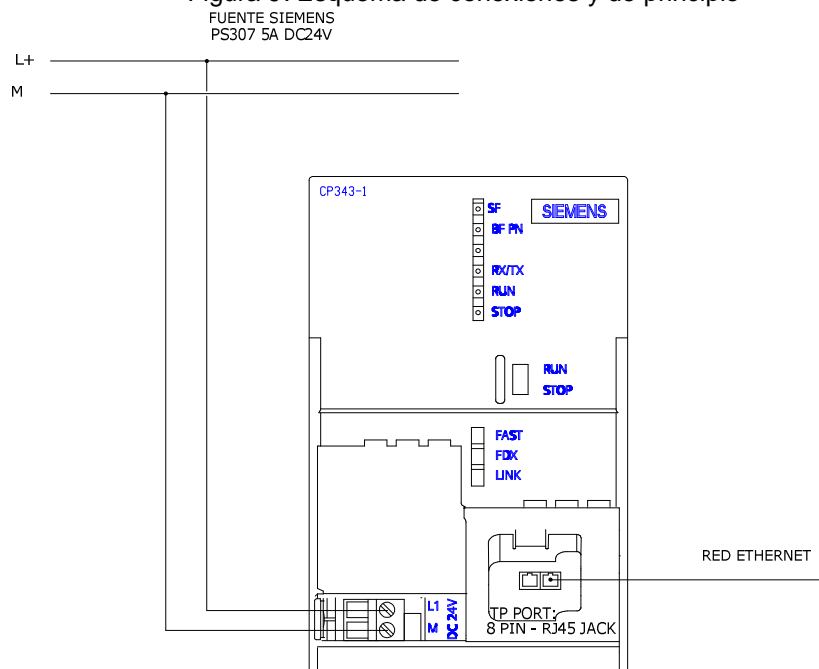 FUENTE SIEMENS
PS307 5A DC24V
L+
M
CP343-1
SIEMENS
SF
BF PN
RX/TX
RUN
STOP
RUN
STOP
FAST
FDX
LINK
RED ETHERNET
L1
M
DC 24V
TP PORT:
8 PIN - RJ45 JACK